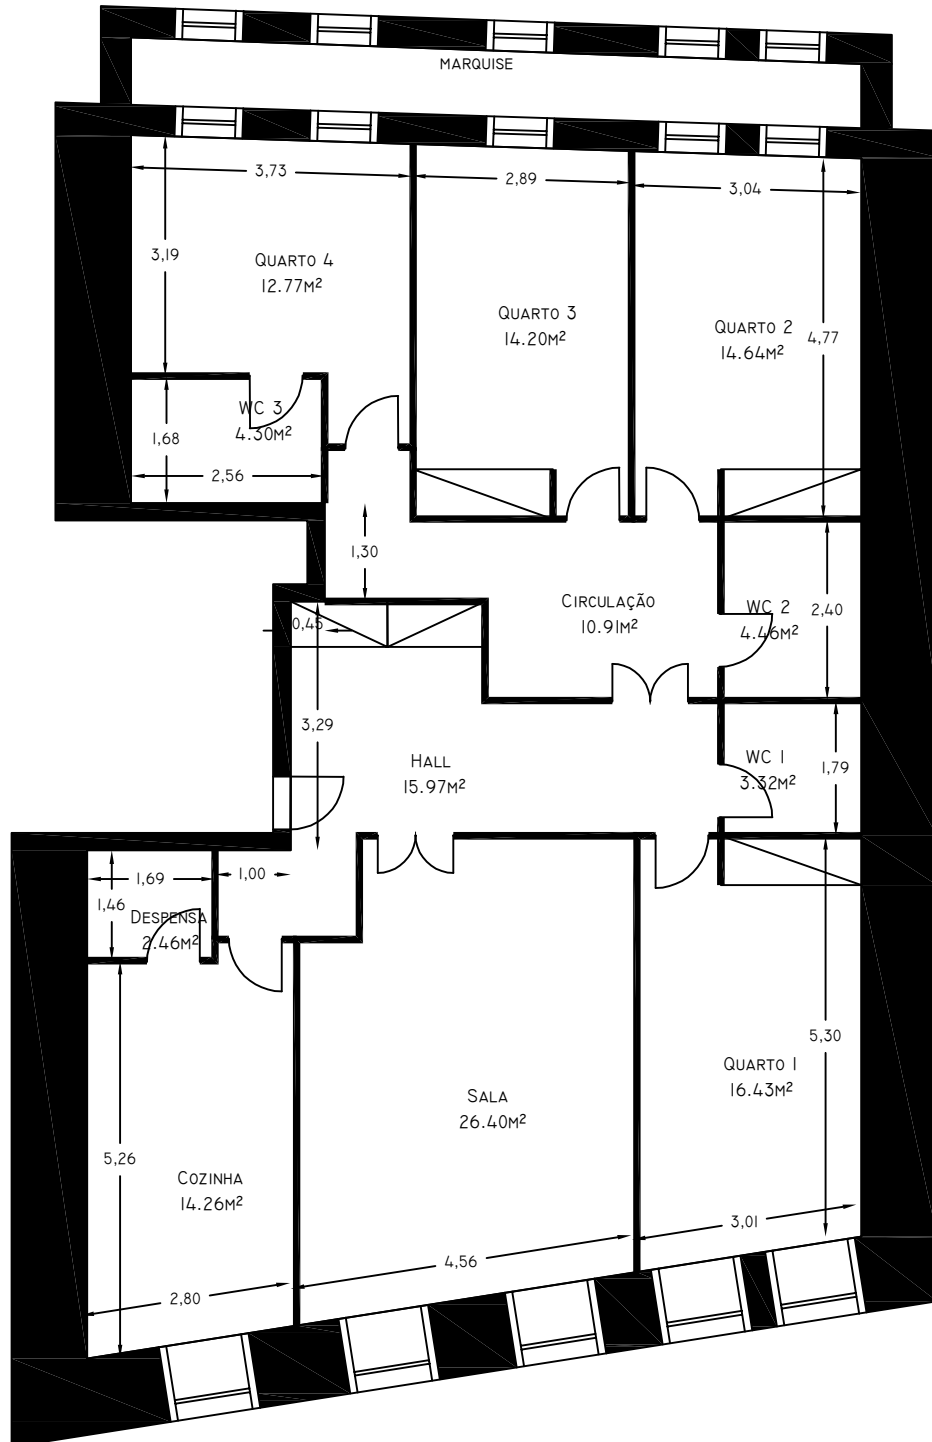 MARQUISE
3,73
2,89
3,04
3,19
QUARTO 4
12.77M²
QUARTO 3
14.20M²
QUARTO 2
14.64M²
4,77
WC 3
4.30M²
1,68
2,56
1,30
0,45
CIRCULAÇÃO
10.91M²
WC 2
4.46M²
2,40
3,29
HALL
15.97M²
WC 1
3.32M²
1,79
1,69
1,00
1,46
DESPENSA
2.46M²
5,30
QUARTO 1
16.43M²
SALA
26.40M²
5,26
COZINHA
14.26M²
3,01
4,56
2,80